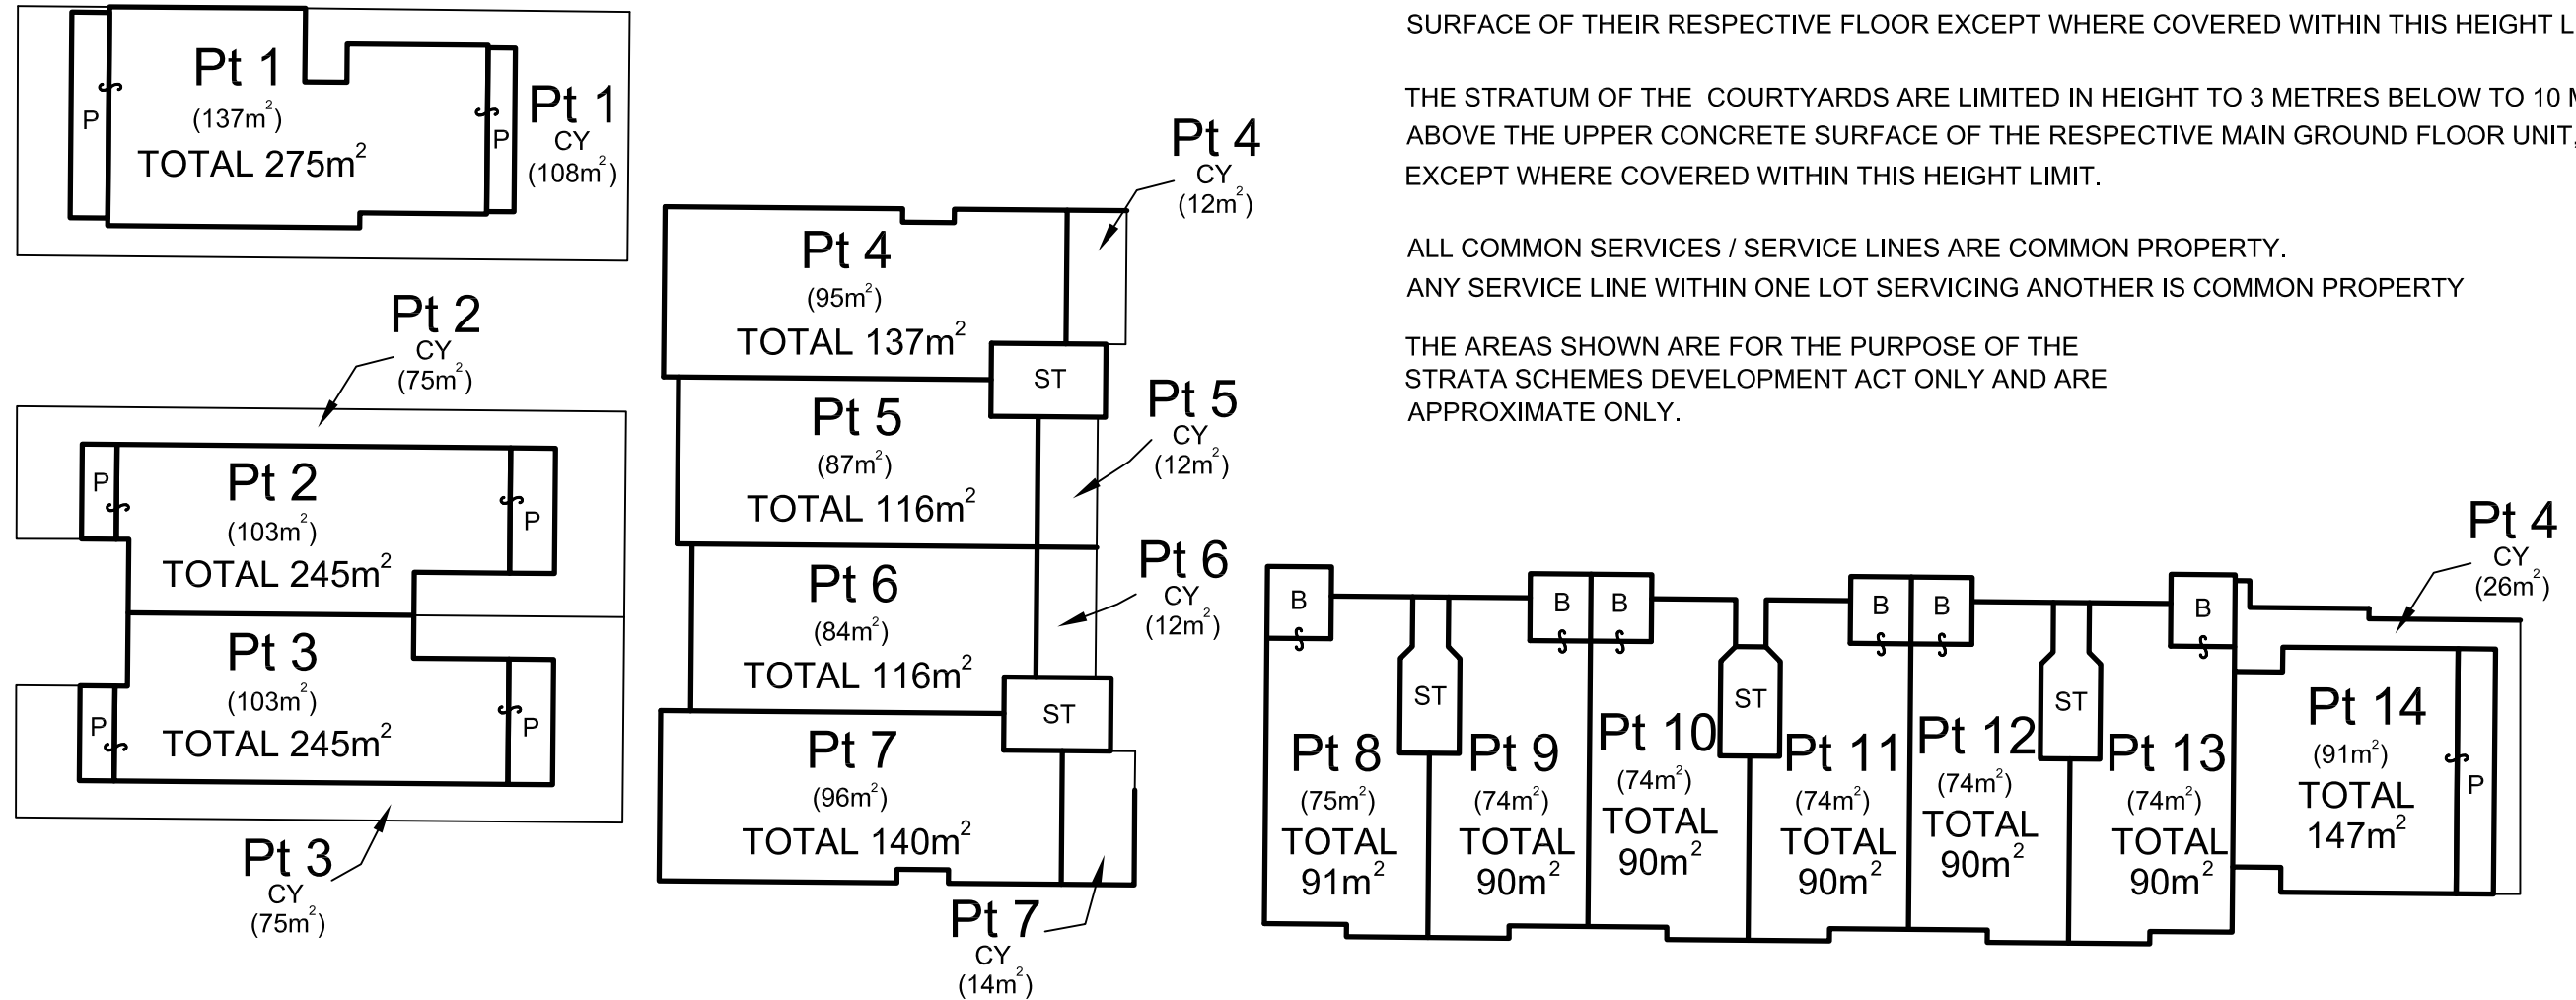 SURFACE OF THEIR RESPECTIVE FLOOR EXCEPT WHERE COVERED WITHIN THIS HEIGHT L
THE STRATUM OF THE COURTYARDS ARE LIMITED IN HEIGHT TO 3 METRES BELOW TO 10 M
ABOVE THE UPPER CONCRETE SURFACE OF THE RESPECTIVE MAIN GROUND FLOOR UNIT,
EXCEPT WHERE COVERED WITHIN THIS HEIGHT LIMIT.
ALL COMMON SERVICES / SERVICE LINES ARE COMMON PROPERTY.
ANY SERVICE LINE WITHIN ONE LOT SERVICING ANOTHER IS COMMON PROPERTY
THE AREAS SHOWN ARE FOR THE PURPOSE OF THE
STRATA SCHEMES DEVELOPMENT ACT ONLY AND ARE
APPROXIMATE ONLY.
P
Pt 1
(137m²)
TOTAL 275m²
P
Pt 1
CY
(108m²)
Pt 2
CY
(75m²)
P
Pt 2
(103m²)
TOTAL 245m²
P
P
Pt 3
(103m²)
TOTAL 245m²
P
Pt 3
CY
(75m²)
Pt 4
CY
(12m²)
Pt 4
(95m²)
TOTAL 137m²
ST
Pt 5
CY
(12m²)
Pt 5
(87m²)
TOTAL 116m²
Pt 6
CY
(12m²)
Pt 6
(84m²)
TOTAL 116m²
ST
Pt 7
(96m²)
TOTAL 140m²
Pt 7
CY
(14m²)
B
B
B
B
B
B
ST
ST
ST
Pt 8
(75m²)
TOTAL
91m²
Pt 9
(74m²)
TOTAL
90m²
Pt 10
(74m²)
TOTAL
90m²
Pt 11
(74m²)
TOTAL
90m²
Pt 12
(74m²)
TOTAL
90m²
Pt 13
(74m²)
TOTAL
90m²
Pt 14
(91m²)
TOTAL
147m²
P
Pt 4
CY
(26m²)